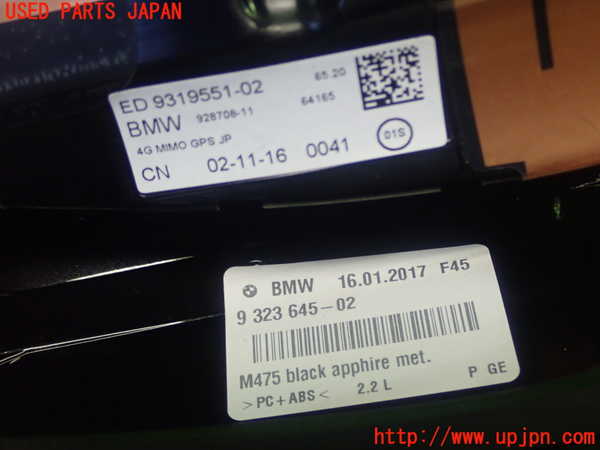 USED PARTS JAPAN
ED 9319551-02
65.20
BMW 928708-11
64165
4G MIMO GPS JP
CN 02-11-16 0041
01S
BMW 16.01.2017 F45
9 323 645-02
M475 black apphire met.
>PC+ABS< 2.2 L P GE
http://www.upjpn.com